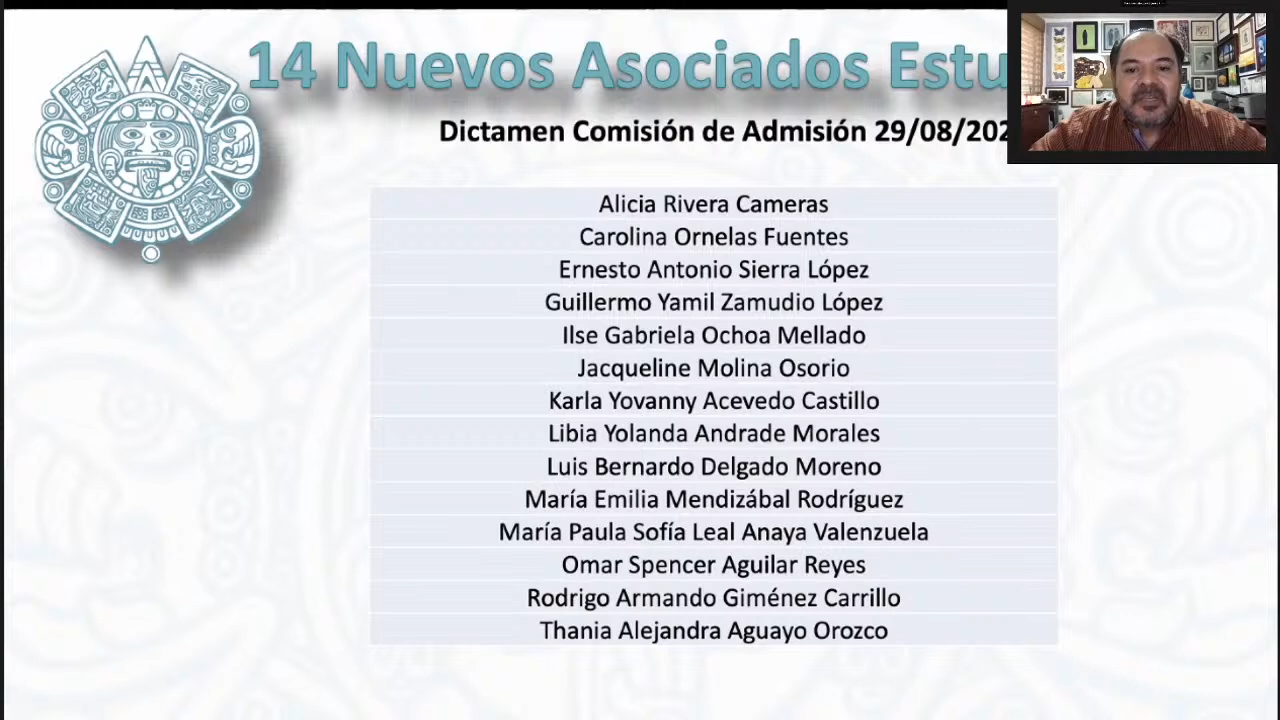 14 Nuevos Asociados Estu
Dictamen Comisión de Admisión 29/08/202
Alicia Rivera Cameras
Carolina Ornelas Fuentes
Ernesto Antonio Sierra López
Guillermo Yamil Zamudio López
Ilse Gabriela Ochoa Mellado
Jacqueline Molina Osorio
Karla Yovanny Acevedo Castillo
Libia Yolanda Andrade Morales
Luis Bernardo Delgado Moreno
María Emilia Mendizábal Rodríguez
María Paula Sofía Leal Anaya Valenzuela
Omar Spencer Aguilar Reyes
Rodrigo Armando Giménez Carrillo
Thania Alejandra Aguayo Orozco